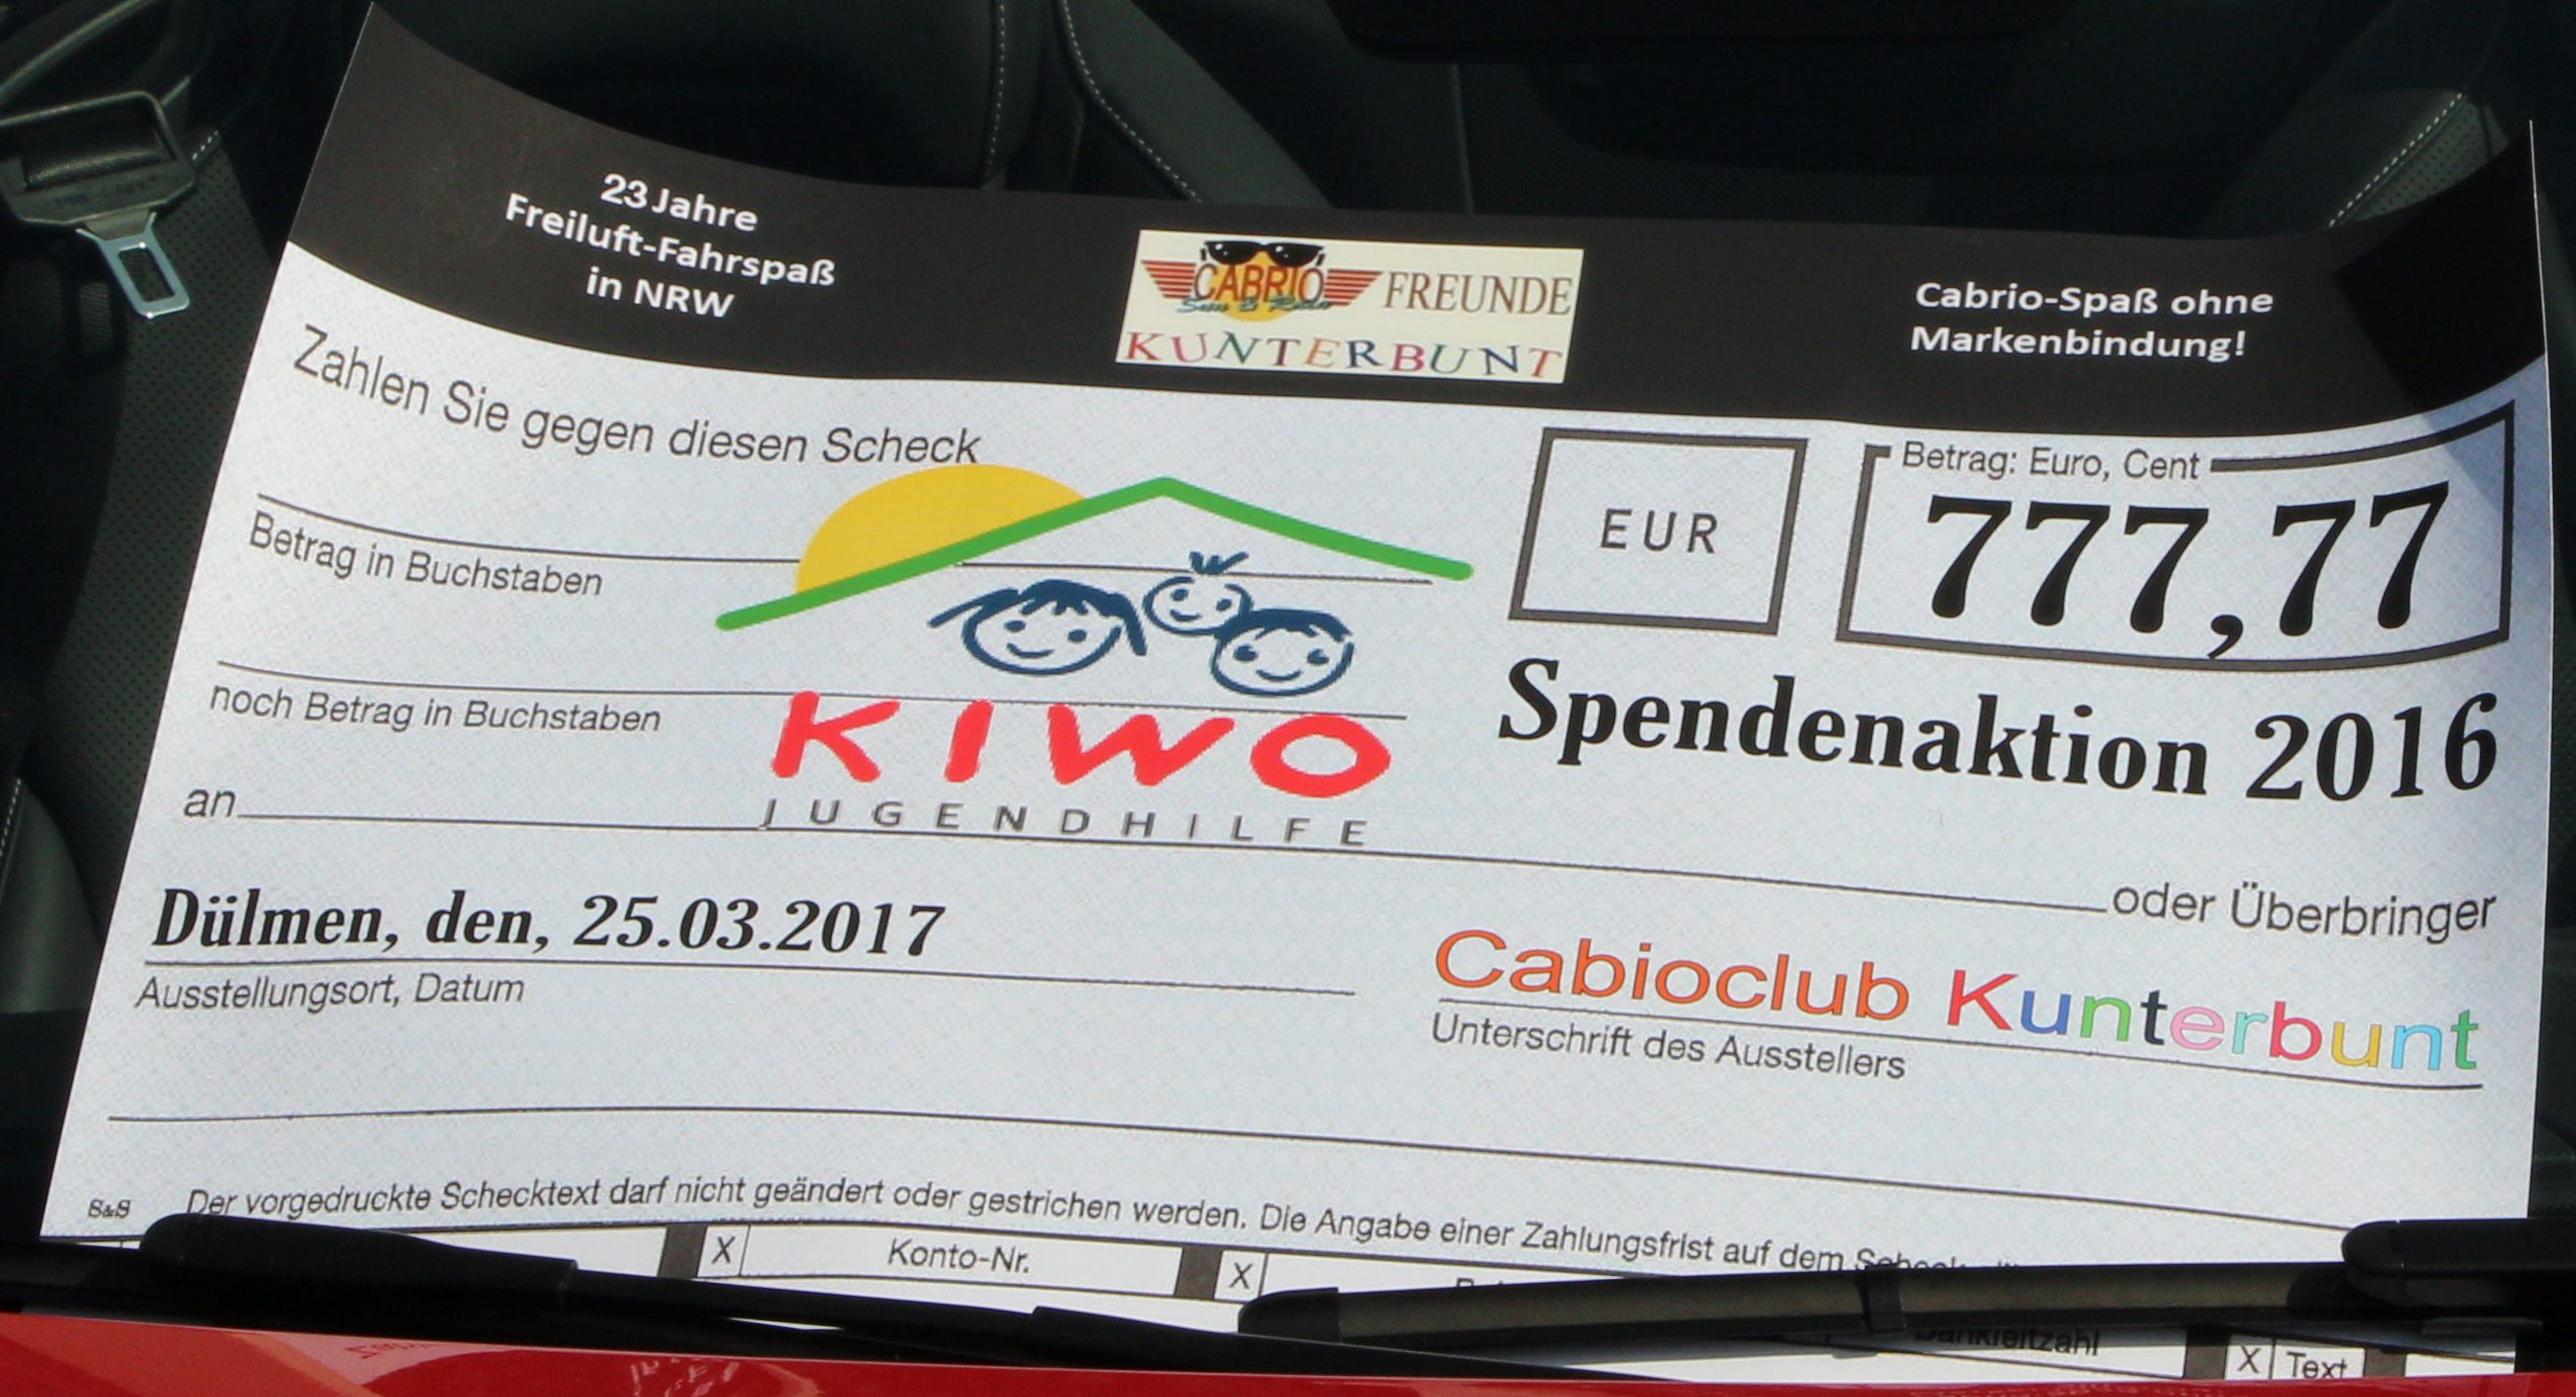 23 Jahre
Freiluft-Fahrspaß
in NRW
CABRIO FREUNDE
KUNTERBUNT
Cabrio-Spaß ohne
Markenbindung!
Zahlen Sie gegen diesen Scheck
Betrag: Euro, Cent
EUR
777,77
Betrag in Buchstaben
noch Betrag in Buchstaben
Spendenaktion 2016
KIWO
JUGENDHILFE
an
oder Überbringer
Dülmen, den, 25.03.2017
Ausstellungsort, Datum
Cabioclub Kunterbunt
Unterschrift des Ausstellers
S&S Der vorgedruckte Schecktext darf nicht geändert oder gestrichen werden. Die Angabe einer Zahlungsfrist auf dem
X Konto-Nr. X
Bankleitzahl X Text